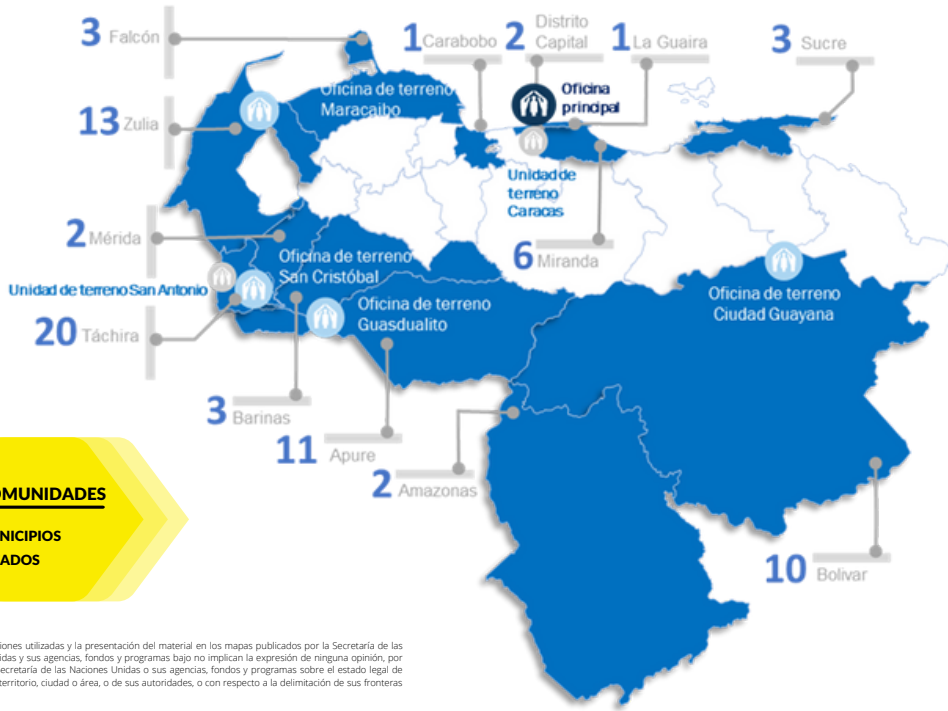 3 Falcón
1 Carabobo
2 Distrito
Capital
1 La Guaira
3 Sucre
Oficina de terreno
Maracaibo
Oficina
principal
13 Zulia
Unidad de
terreno
Caracas
2 Mérida
6 Miranda
Oficina de terreno
San Cristóbal
Unidad de terreno San Antonio
Oficina de terreno
Guasdualito
Oficina de terreno
Ciudad Guayana
20 Táchira
3 Barinas
11 Apure
2 Amazonas
10 Bolivar
OMUNIDADES
NICIPIOS
ADOS
iones utilizadas y la presentación del material en los mapas publicados por la Secretaría de las
idas y sus agencias, fondos y programas bajo no implican la expresión de ninguna opinión, por
ecretaría de las Naciones Unidas o sus agencias, fondos y programas sobre el estado legal de
territorio, ciudad o área, o de sus autoridades, o con respecto a la delimitación de sus fronteras